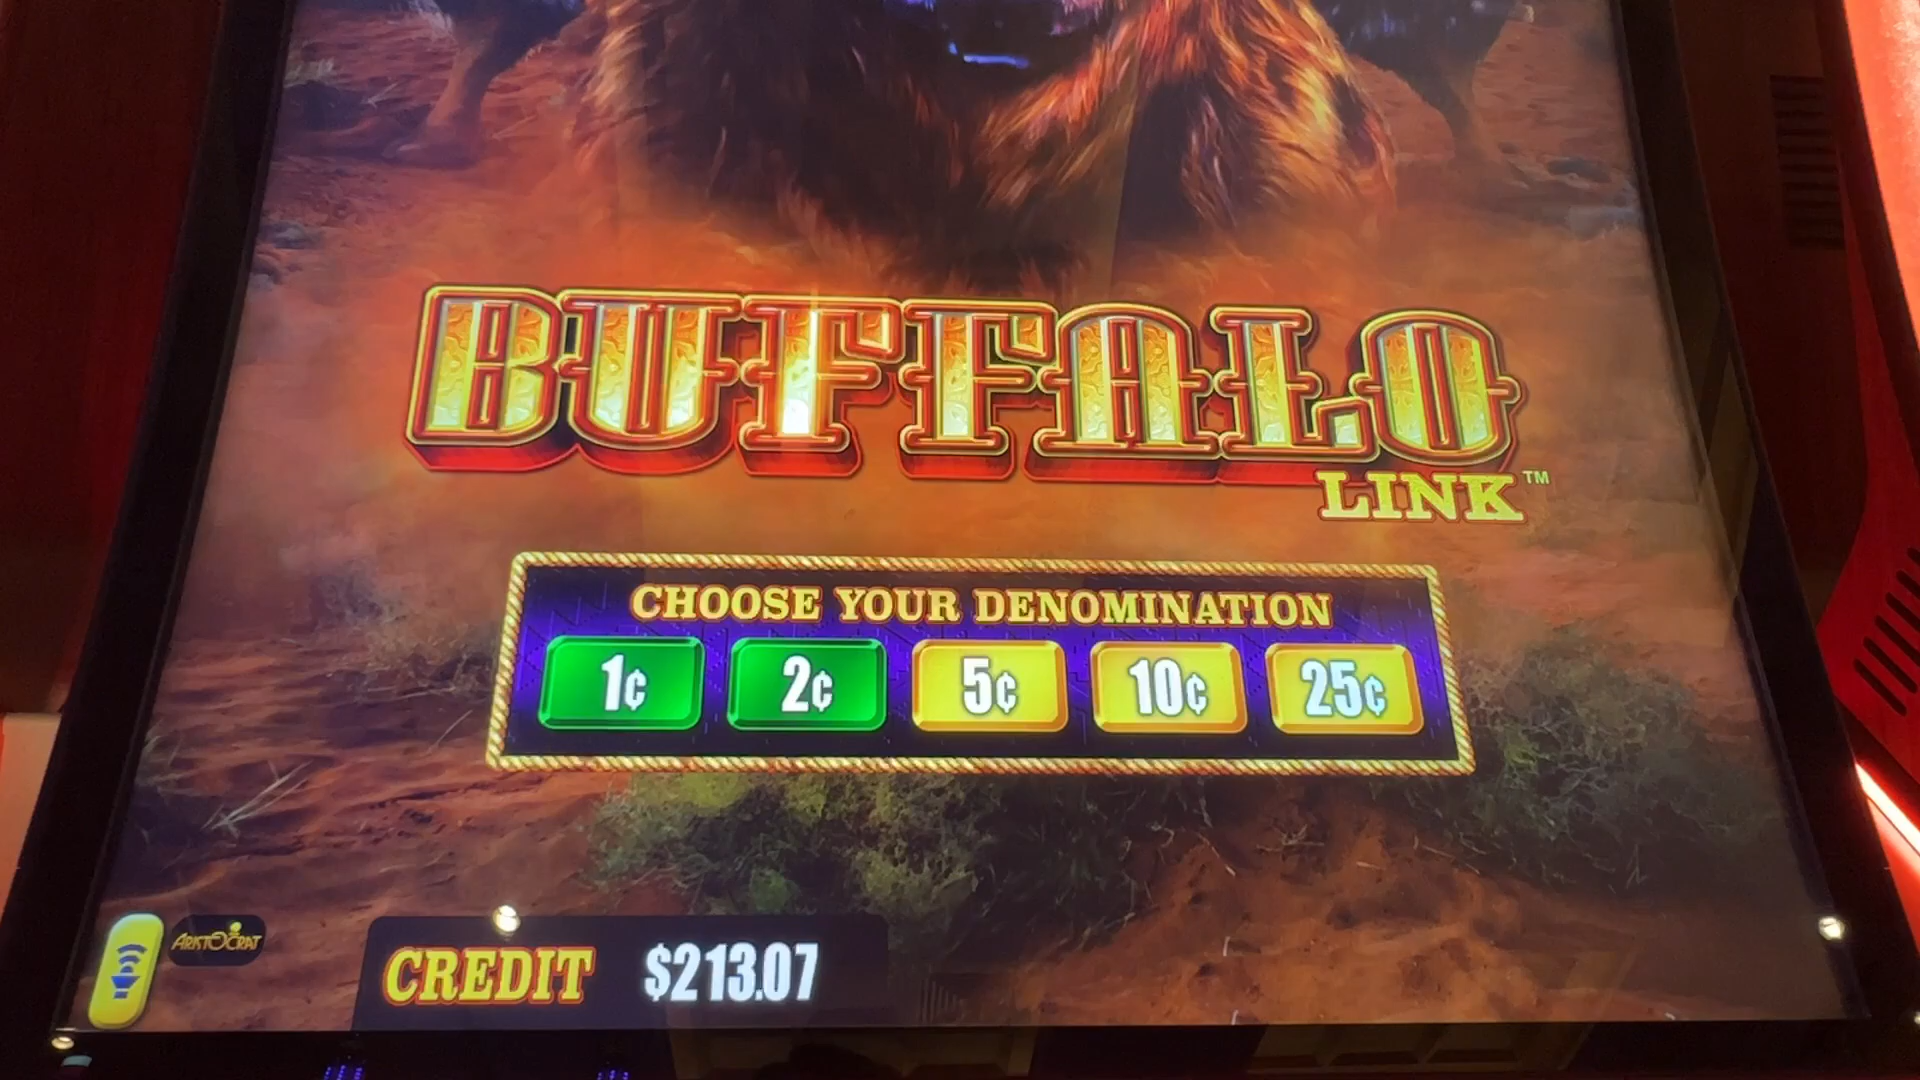 BUFFALO
LINK™
CHOOSE YOUR DENOMINATION
1¢ 2¢ 5¢ 10¢ 25¢
ARISTOCRAT
CREDIT $213.07